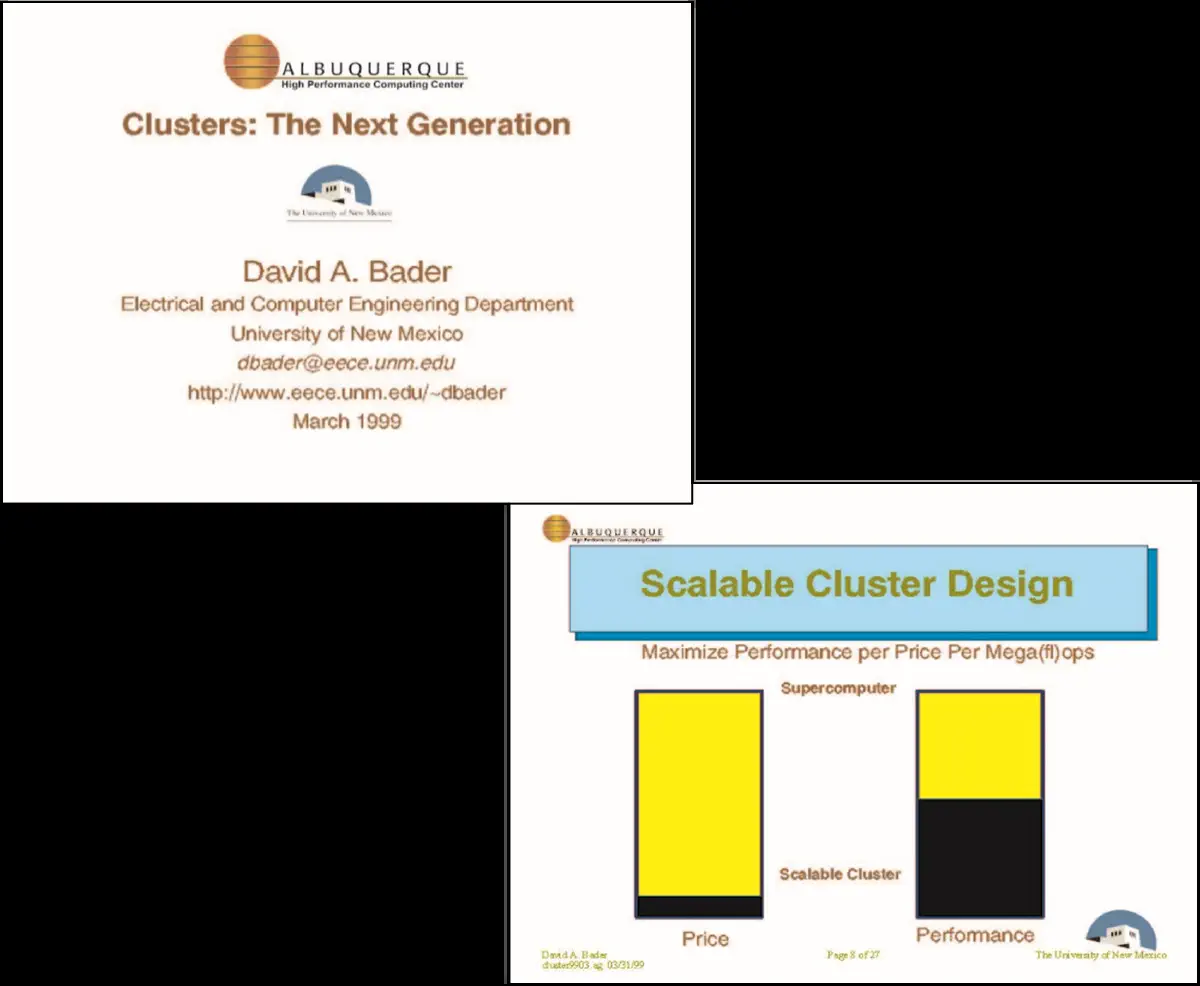 ALBUQUERQUE
High Performance Computing Center
Clusters: The Next Generation
The University of New Mexico
David A. Bader
Electrical and Computer Engineering Department
University of New Mexico
dbader@eece.unm.edu
http://www.eece.unm.edu/~dbader
March 1999
ALBUQUERQUE
High Performance Computing Center
Scalable Cluster Design
Maximize Performance per Price Per Mega(fl)ops
Supercomputer
Scalable Cluster
Price
Performance
David A. Bader
cluster9903.ag 03/31/99
Page 8 of 27
The University of New Mexico